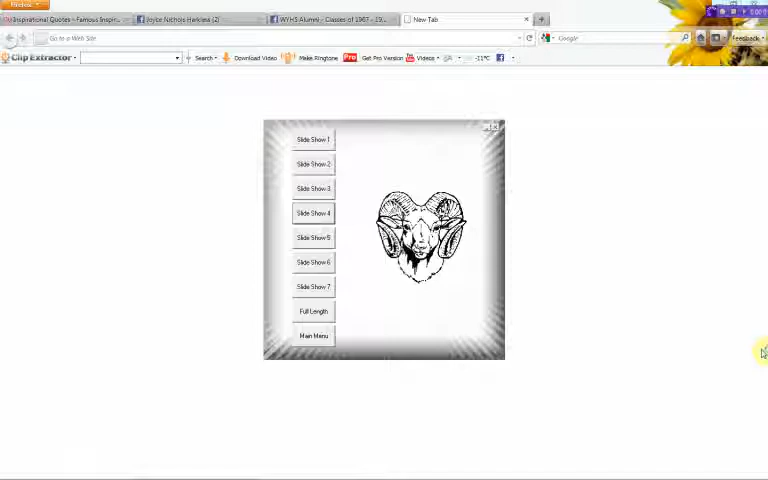 Firefox
Inspirational Quotes - Famous Inspir...
Joyce Nichols Harkless (2)
WYHS Alumni - Classes of 1967 - 19...
New Tab
Go to a Web Site
Google
Feedback
Clip Extractor
Search
Download Video
Make Ringtone
Pro
Get Pro Version
Videos
-11°C
Slide Show 1
Slide Show 2
Slide Show 3
Slide Show 4
Slide Show 5
Slide Show 6
Slide Show 7
Full Length
Main Menu